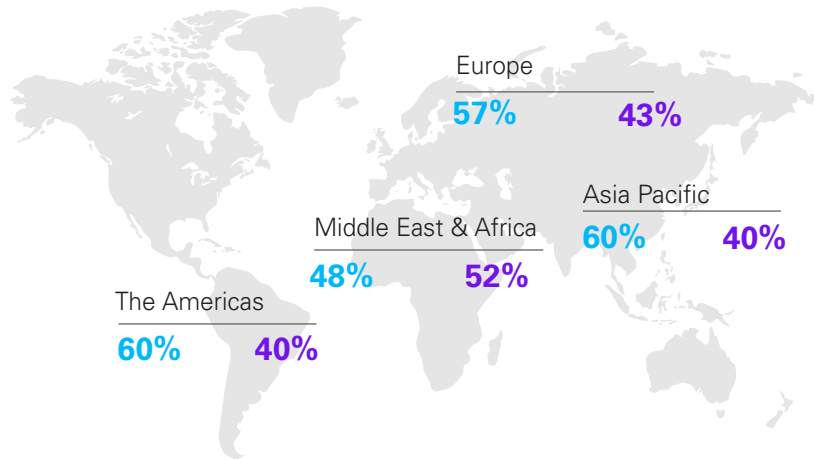 Europe
57% 43%
Asia Pacific
60% 40%
Middle East & Africa
48% 52%
The Americas
60% 40%